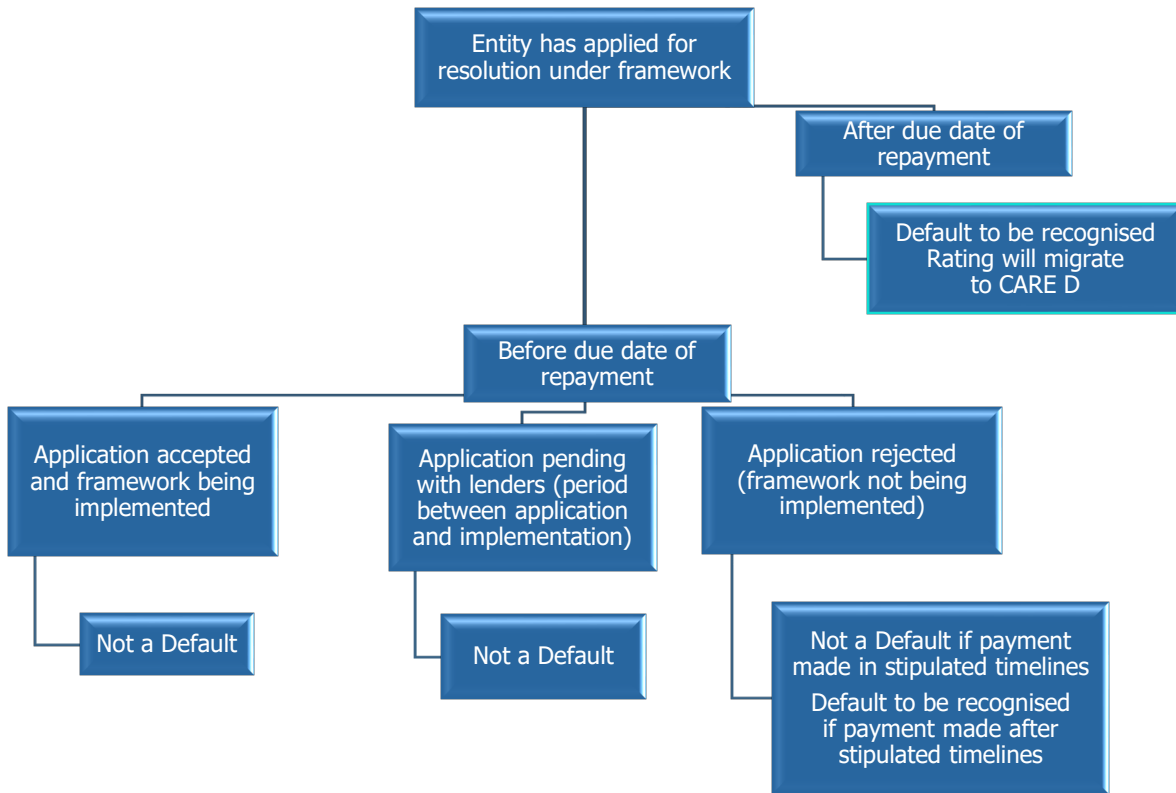 Entity has applied for
resolution under framework
After due date of
repayment
Default to be recognised
Rating will migrate
to CARE D
Before due date of
repayment
Application accepted
and framework being
implemented
Application pending
with lenders (period
between application
and implementation)
Application rejected
(framework not being
implemented)
Not a Default
Not a Default
Not a Default if payment
made in stipulated timelines
Default to be recognised
if payment made after
stipulated timelines